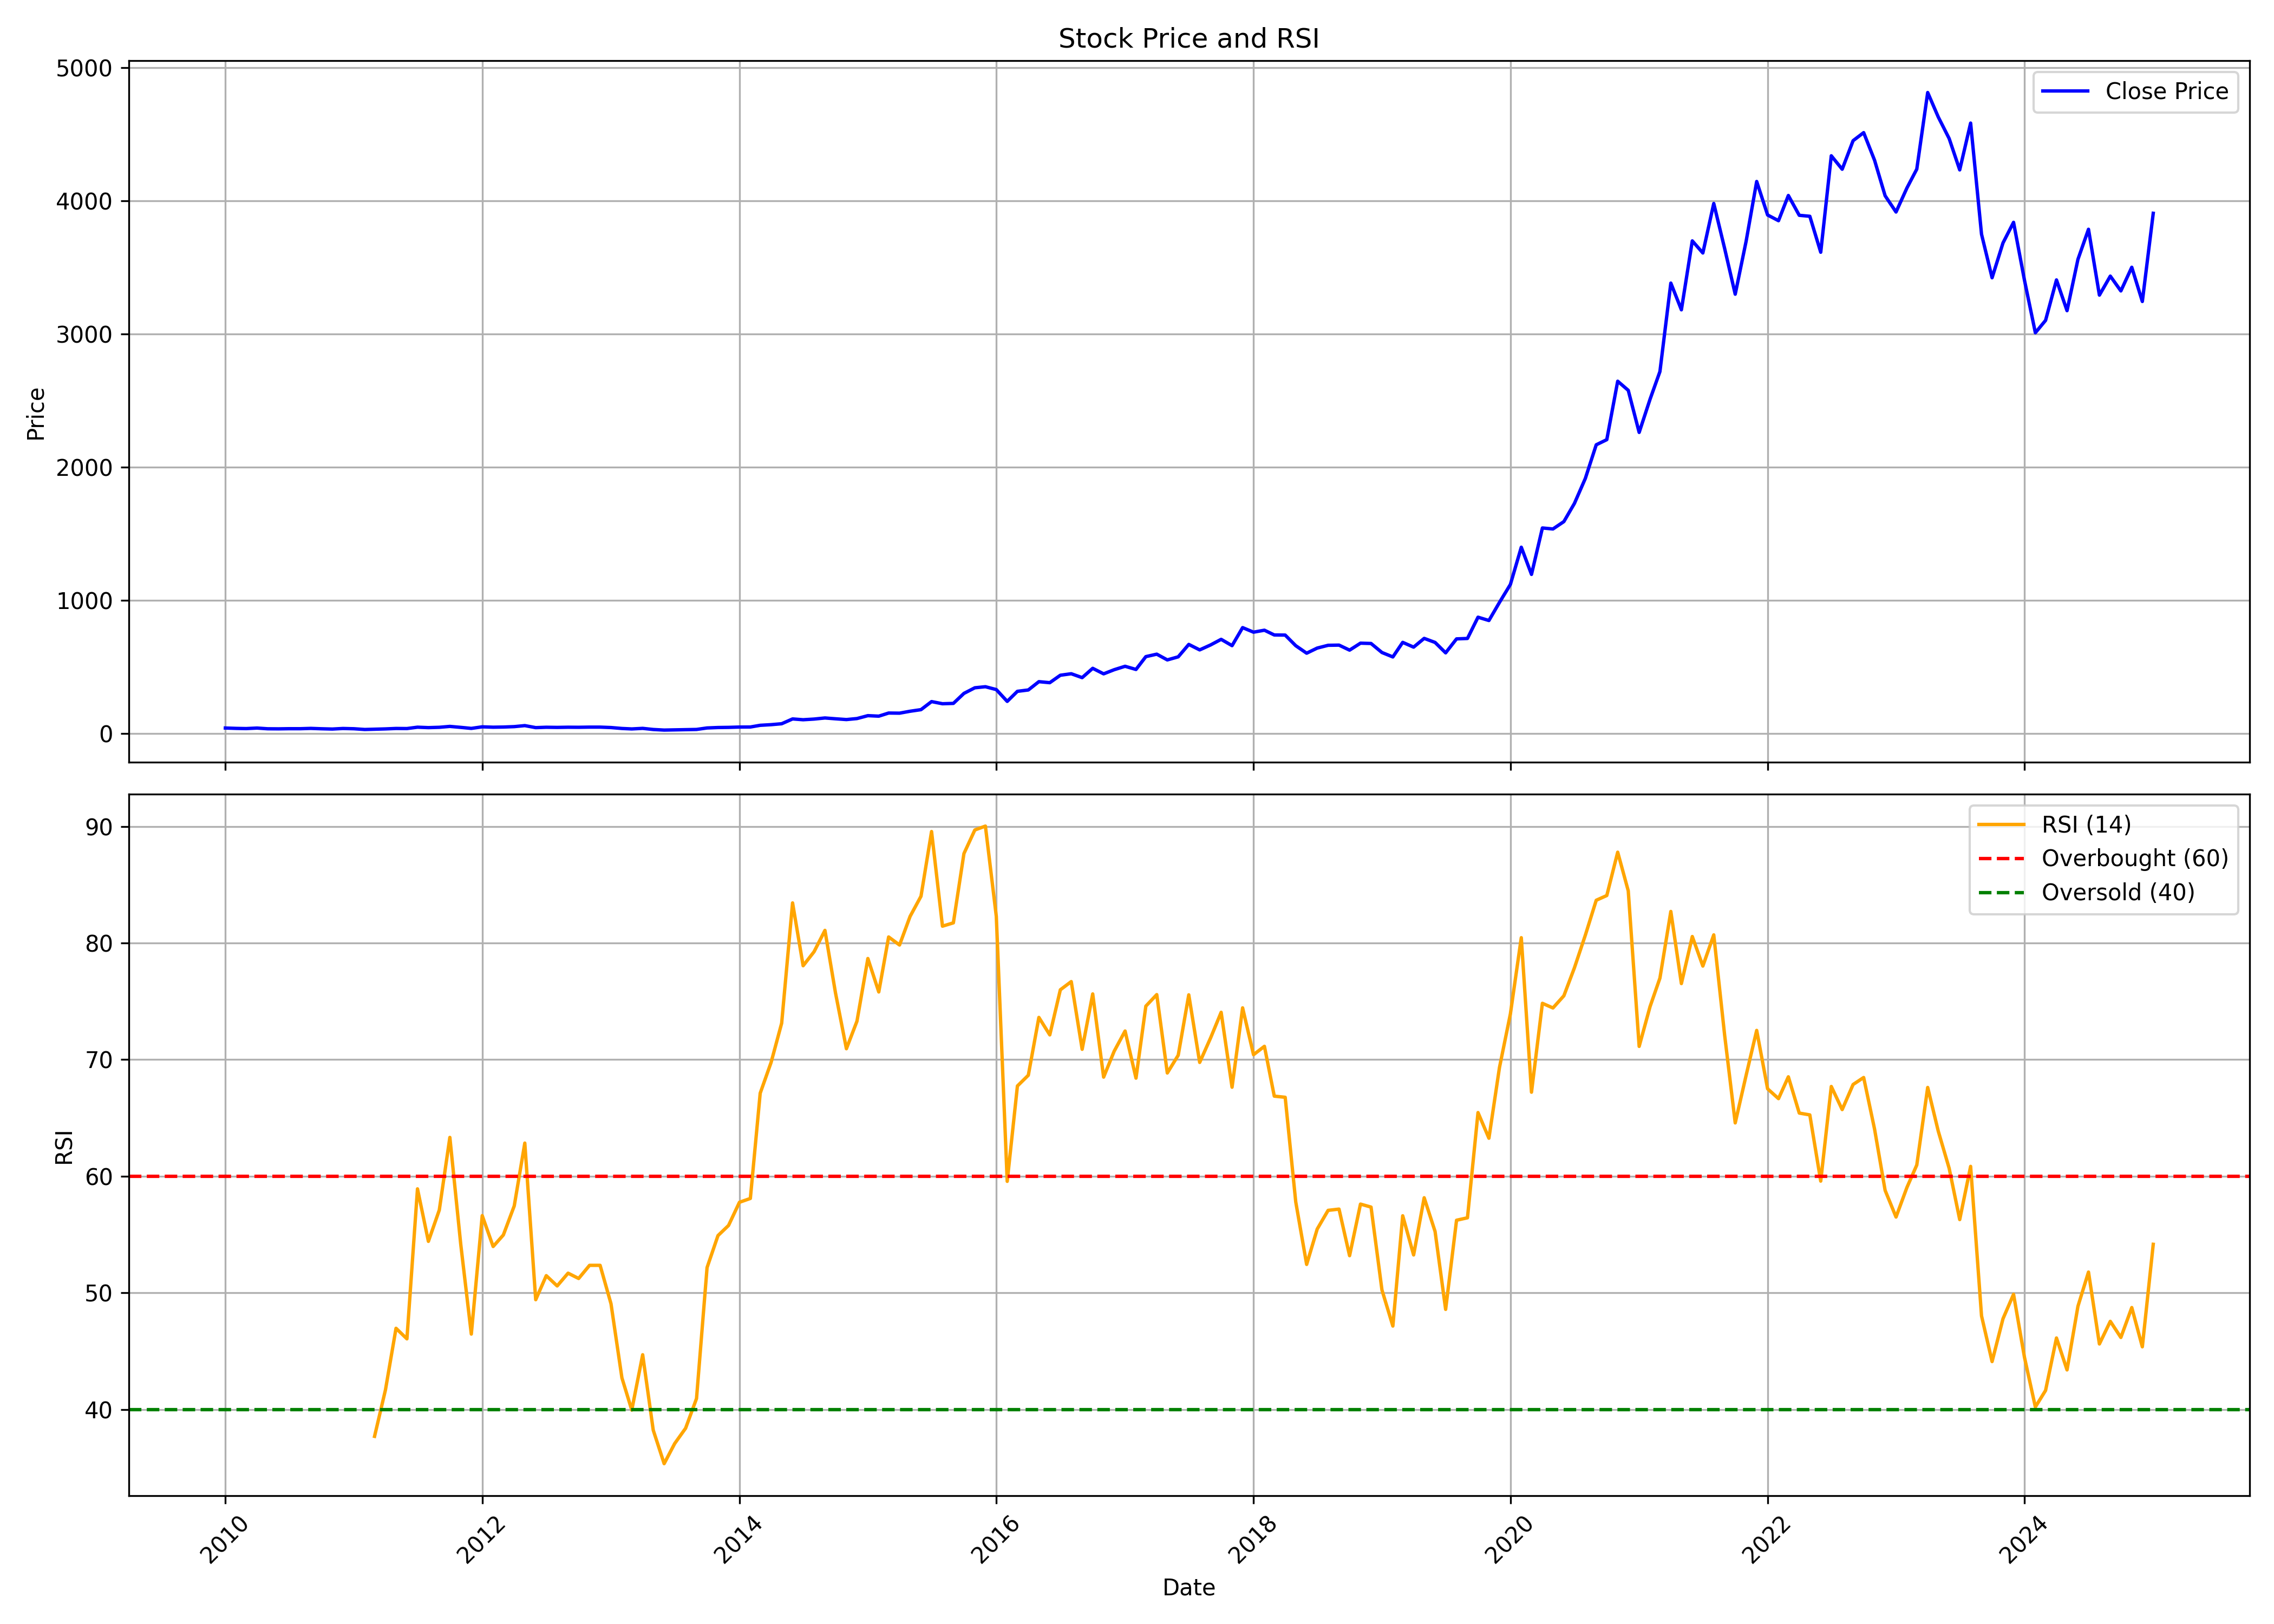 Stock Price and RSI
5000
4000
3000
2000
1000
0
Price
Close Price
90
80
70
60
50
40
RSI
RSI (14)
Overbought (60)
Oversold (40)
2010
2012
2014
2016
2018
2020
2022
2024
Date